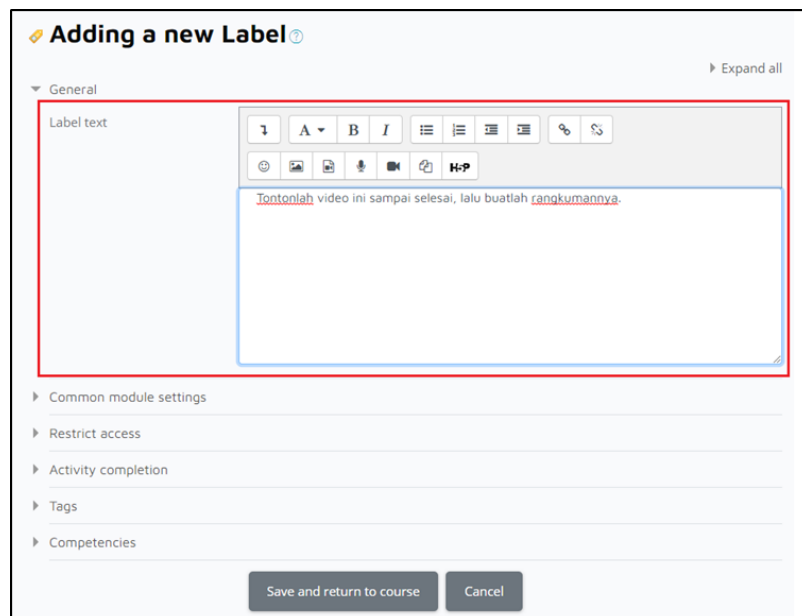 Adding a new Label
Expand all
General
Label text
A B I
H-P
Tontonlah video ini sampai selesai, lalu buatlah rangkumannya.
Common module settings
Restrict access
Activity completion
Tags
Competencies
Save and return to course Cancel